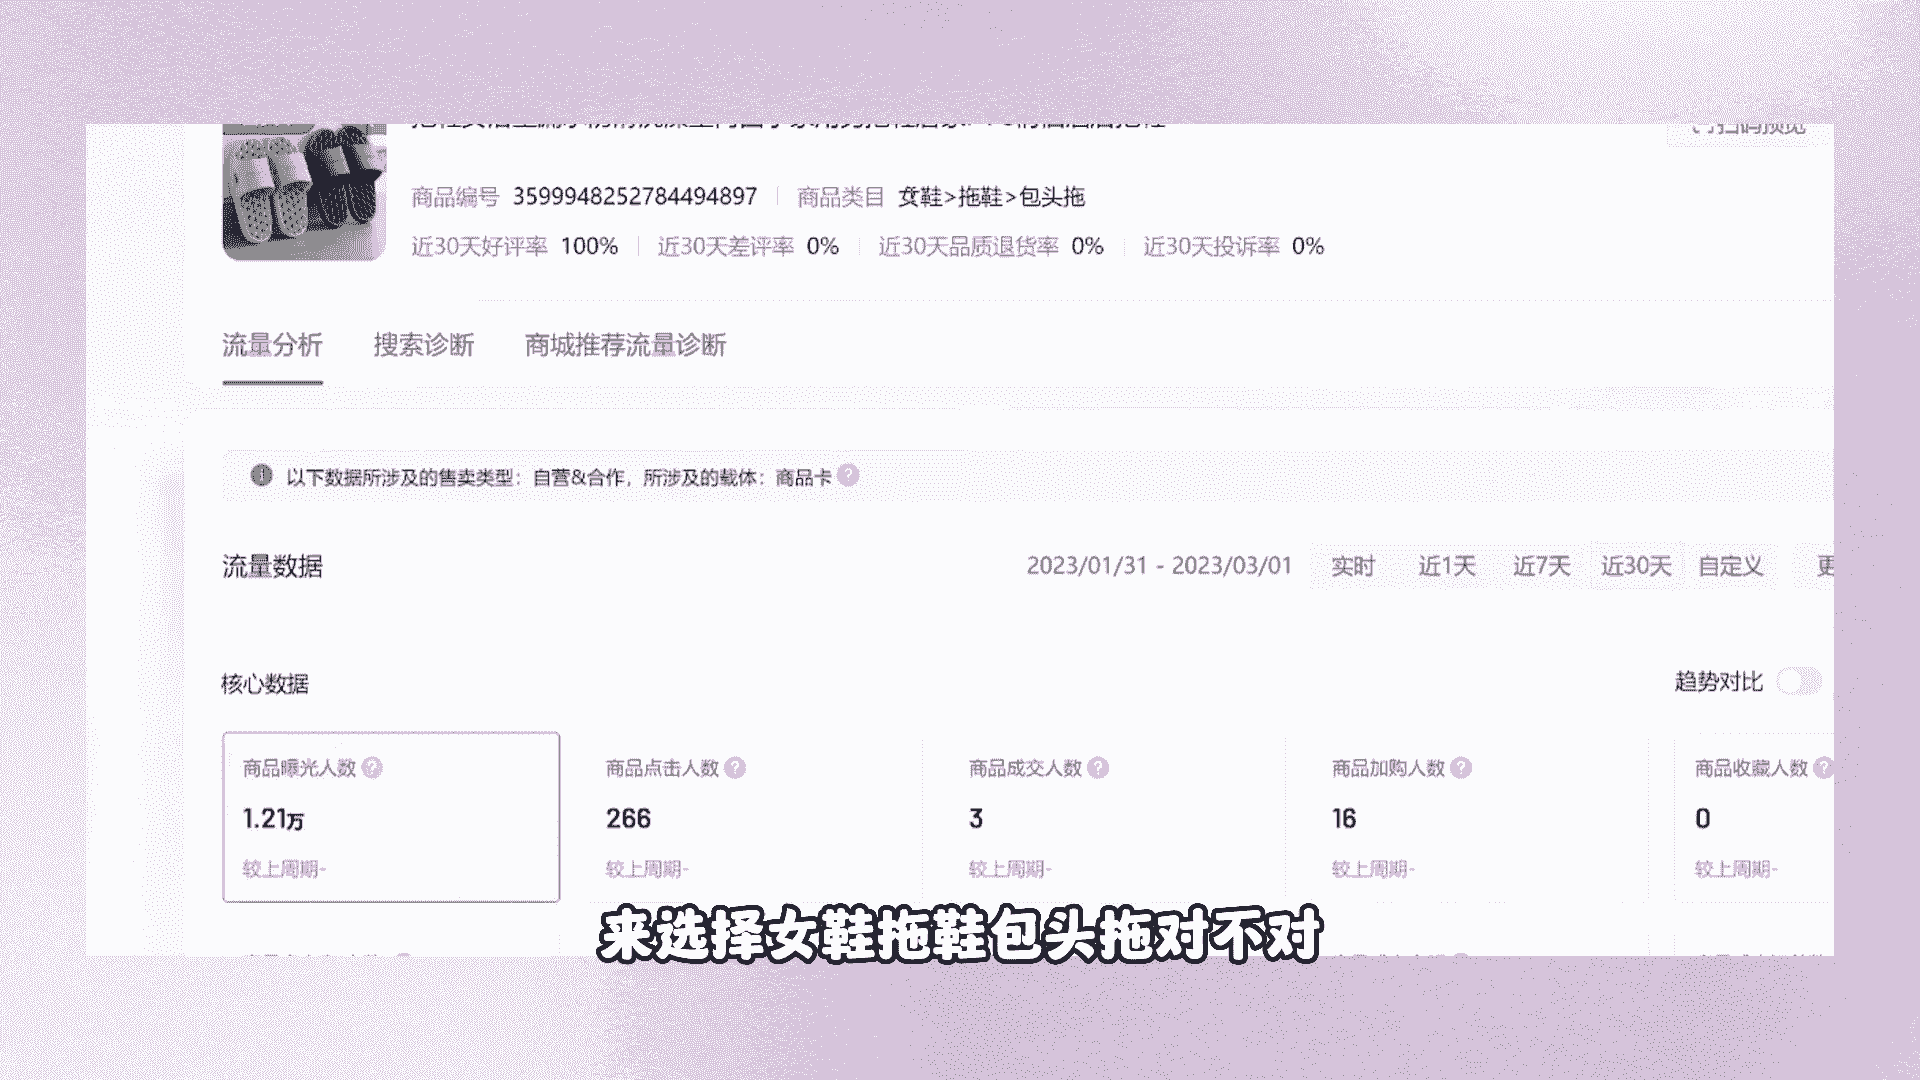 商品编号 3599948252784494897 商品类目 女鞋>拖鞋>包头拖
近30天好评率 100% 近30天差评率 0% 近30天品质退货率 0% 近30天投诉率 0%
流量分析 搜索诊断 商城推荐流量诊断
以下数据所涉及的售卖类型：自营&合作，所涉及的载体：商品卡
流量数据 2023/01/31 - 2023/03/01 实时 近1天 近7天 近30天 自定义 更
核心数据 趋势对比
商品曝光人数 商品点击人数 商品成交人数 商品加购人数 商品收藏人数
1.21万 266 3 16 0
较上周期- 较上周期- 较上周期- 较上周期- 较上周期-
来选择女鞋拖鞋包头拖对不对